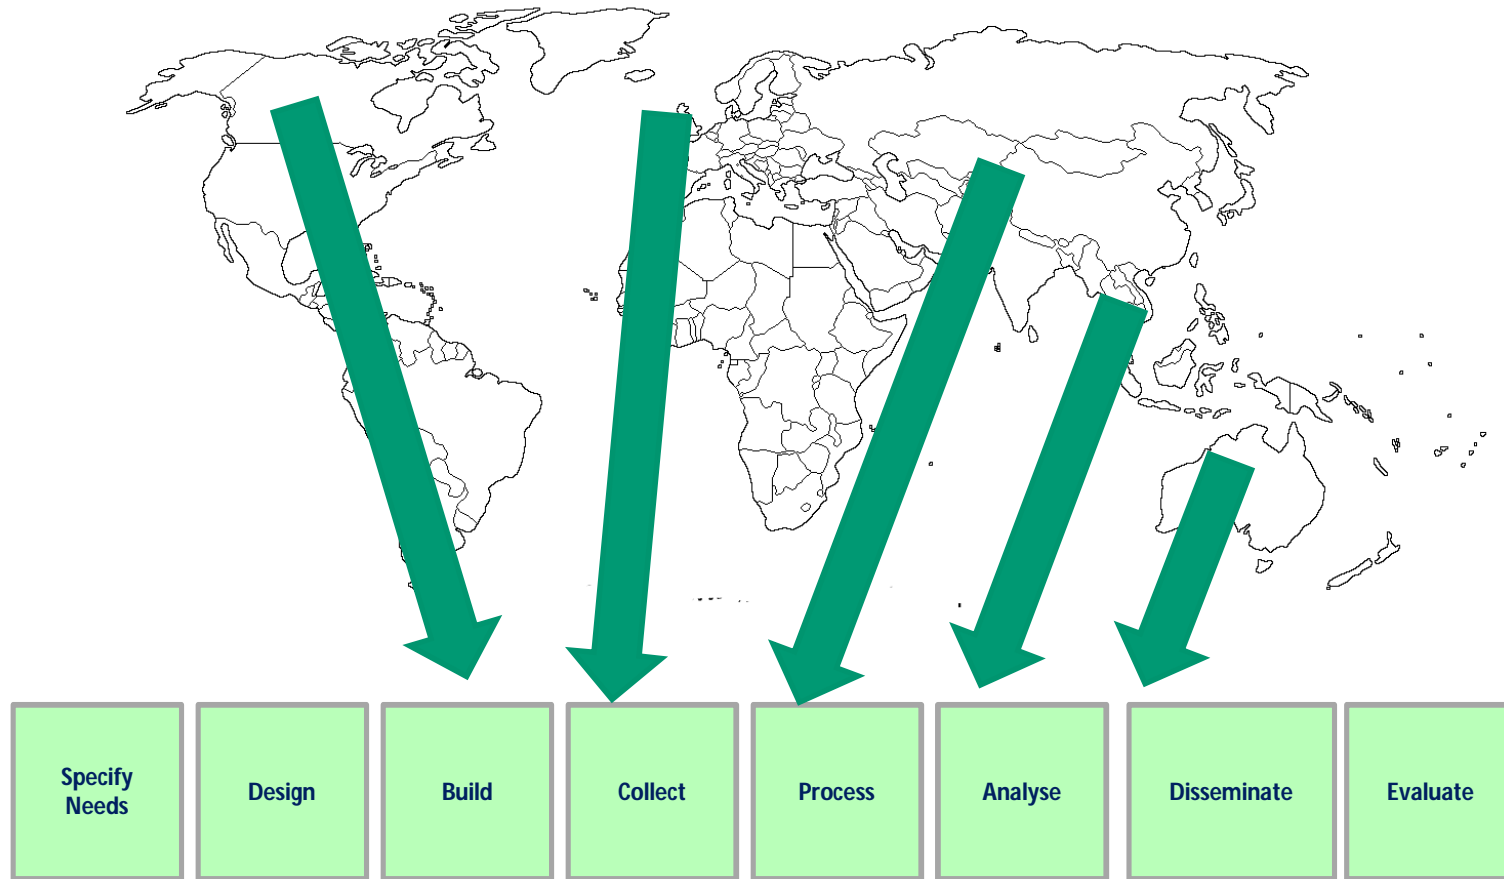 Specify
Needs
Design
Build
Collect
Process
Analyse
Disseminate
Evaluate